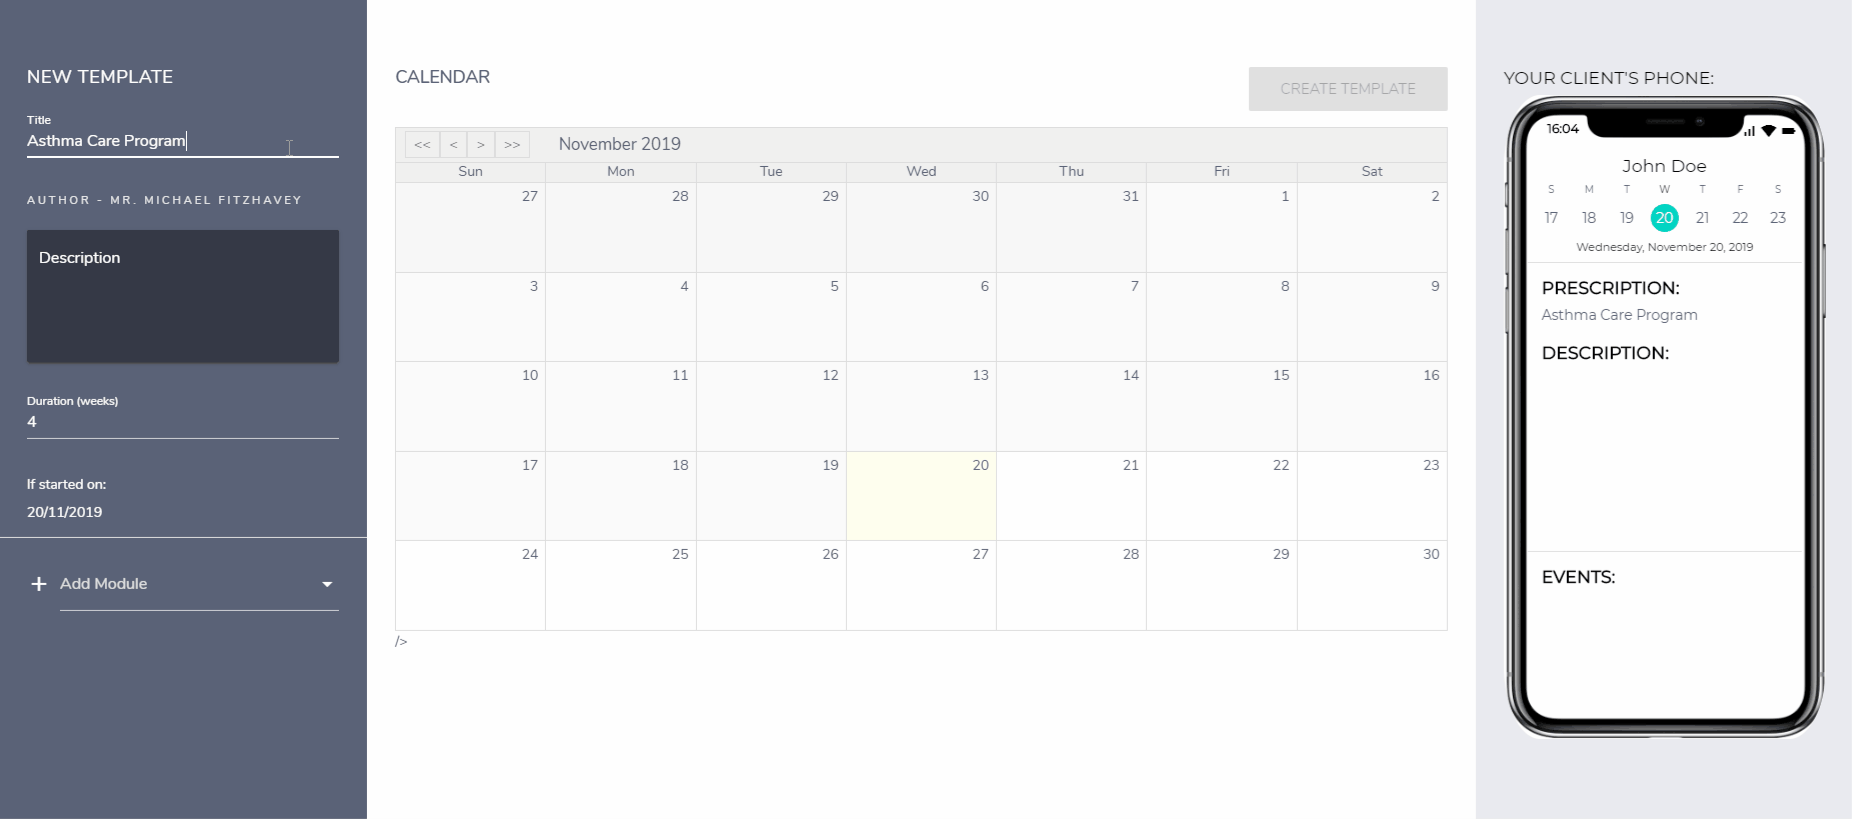 NEW TEMPLATE
Title
Asthma Care Program
AUTHOR - MR. MICHAEL FITZHAVEY
Description
Duration (weeks)
4
If started on:
20/11/2019
+ Add Module
CALENDAR
CREATE TEMPLATE
<< < > >> November 2019
Sun Mon Tue Wed Thu Fri Sat
27 28 29 30 31 1 2
3 4 5 6 7 8 9
10 11 12 13 14 15 16
17 18 19 20 21 22 23
24 25 26 27 28 29 30
/>
YOUR CLIENT'S PHONE:
16:04
John Doe
S M T W T F S
17 18 19 20 21 22 23
Wednesday, November 20, 2019
PRESCRIPTION:
Asthma Care Program
DESCRIPTION:
EVENTS: